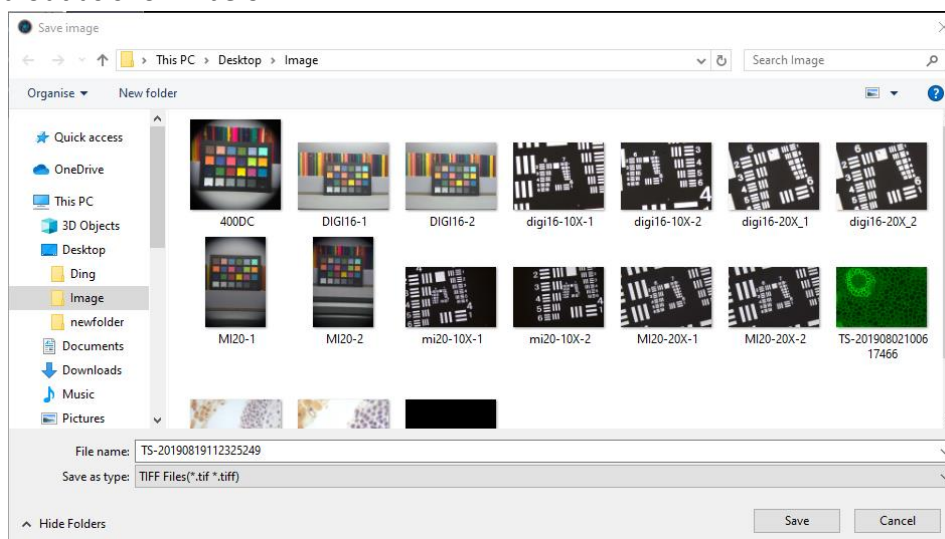 Save image
This PC > Desktop > Image
Search Image
Organise
New folder
Quick access
OneDrive
This PC
3D Objects
Desktop
Ding
Image
newfolder
Documents
Downloads
Music
Pictures
400DC
DIGI16-1
DIGI16-2
digi16-10X-1
digi16-10X-2
digi16-20X_1
digi16-20X_2
MI20-1
MI20-2
mi20-10X-1
mi20-10X-2
MI20-20X-1
MI20-20X-2
TS-201908021006
17466
File name: TS-20190819112325249
Save as type: TIFF Files(*.tif *.tiff)
Hide Folders
Save
Cancel